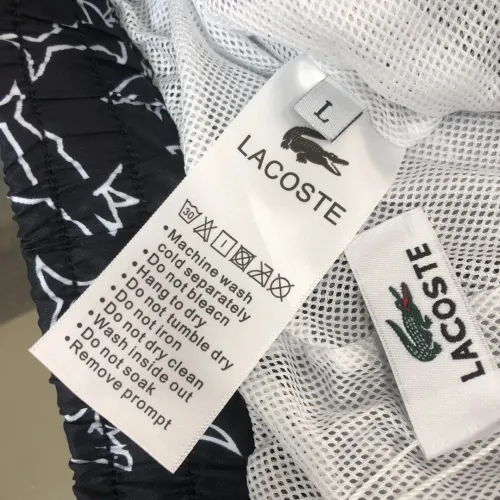 L
LACOSTE
30
• Machine wash
cold separately
• Do not bleacn
• Hang to dry
• Do not tumble dry
• Do not iron
• Do not dry clean
• Wash inside out
• Do not soak
• Remove prompt
LACOSTE